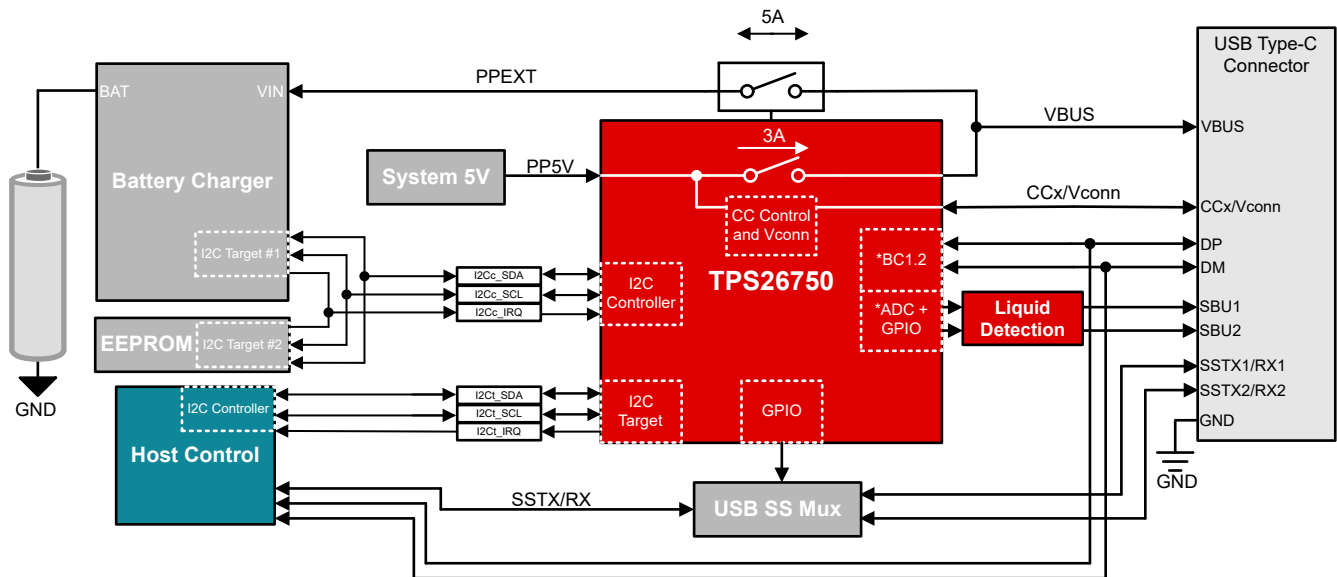 5A
USB Type-C
Connector
BAT
VIN
PPEXT
VBUS
VBUS
3A
Battery Charger
System 5V
PP5V
CC Control
and Vconn
CCx/Vconn
CCx/Vconn
I2C Target #1
*BC1.2
DP
DM
TPS26750
I2Cc_SDA
I2Cc_SCL
I2Cc_IRQ
I2C
Controller
*ADC +
GPIO
Liquid
Detection
SBU1
SBU2
EEPROM
I2C Target #2
SSTX1/RX1
SSTX2/RX2
GND
I2C Controller
I2Ct_SDA
I2Ct_SCL
I2Ct_IRQ
I2C
Target
GPIO
GND
Host Control
GND
SSTX/RX
USB SS Mux